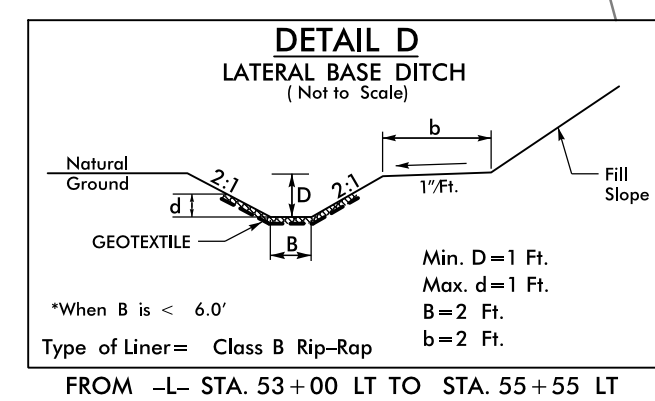 DETAIL D
LATERAL BASE DITCH
( Not to Scale)
b
Natural
Ground
2:1
D
2:1
1"/Ft.
Fill
Slope
d
GEOTEXTILE
B
Min. D=1 Ft.
Max. d=1 Ft.
*When B is < 6.0'
B=2 Ft.
Type of Liner= Class B Rip-Rap
b=2 Ft.
FROM -L- STA. 53+00 LT TO STA. 55+55 LT